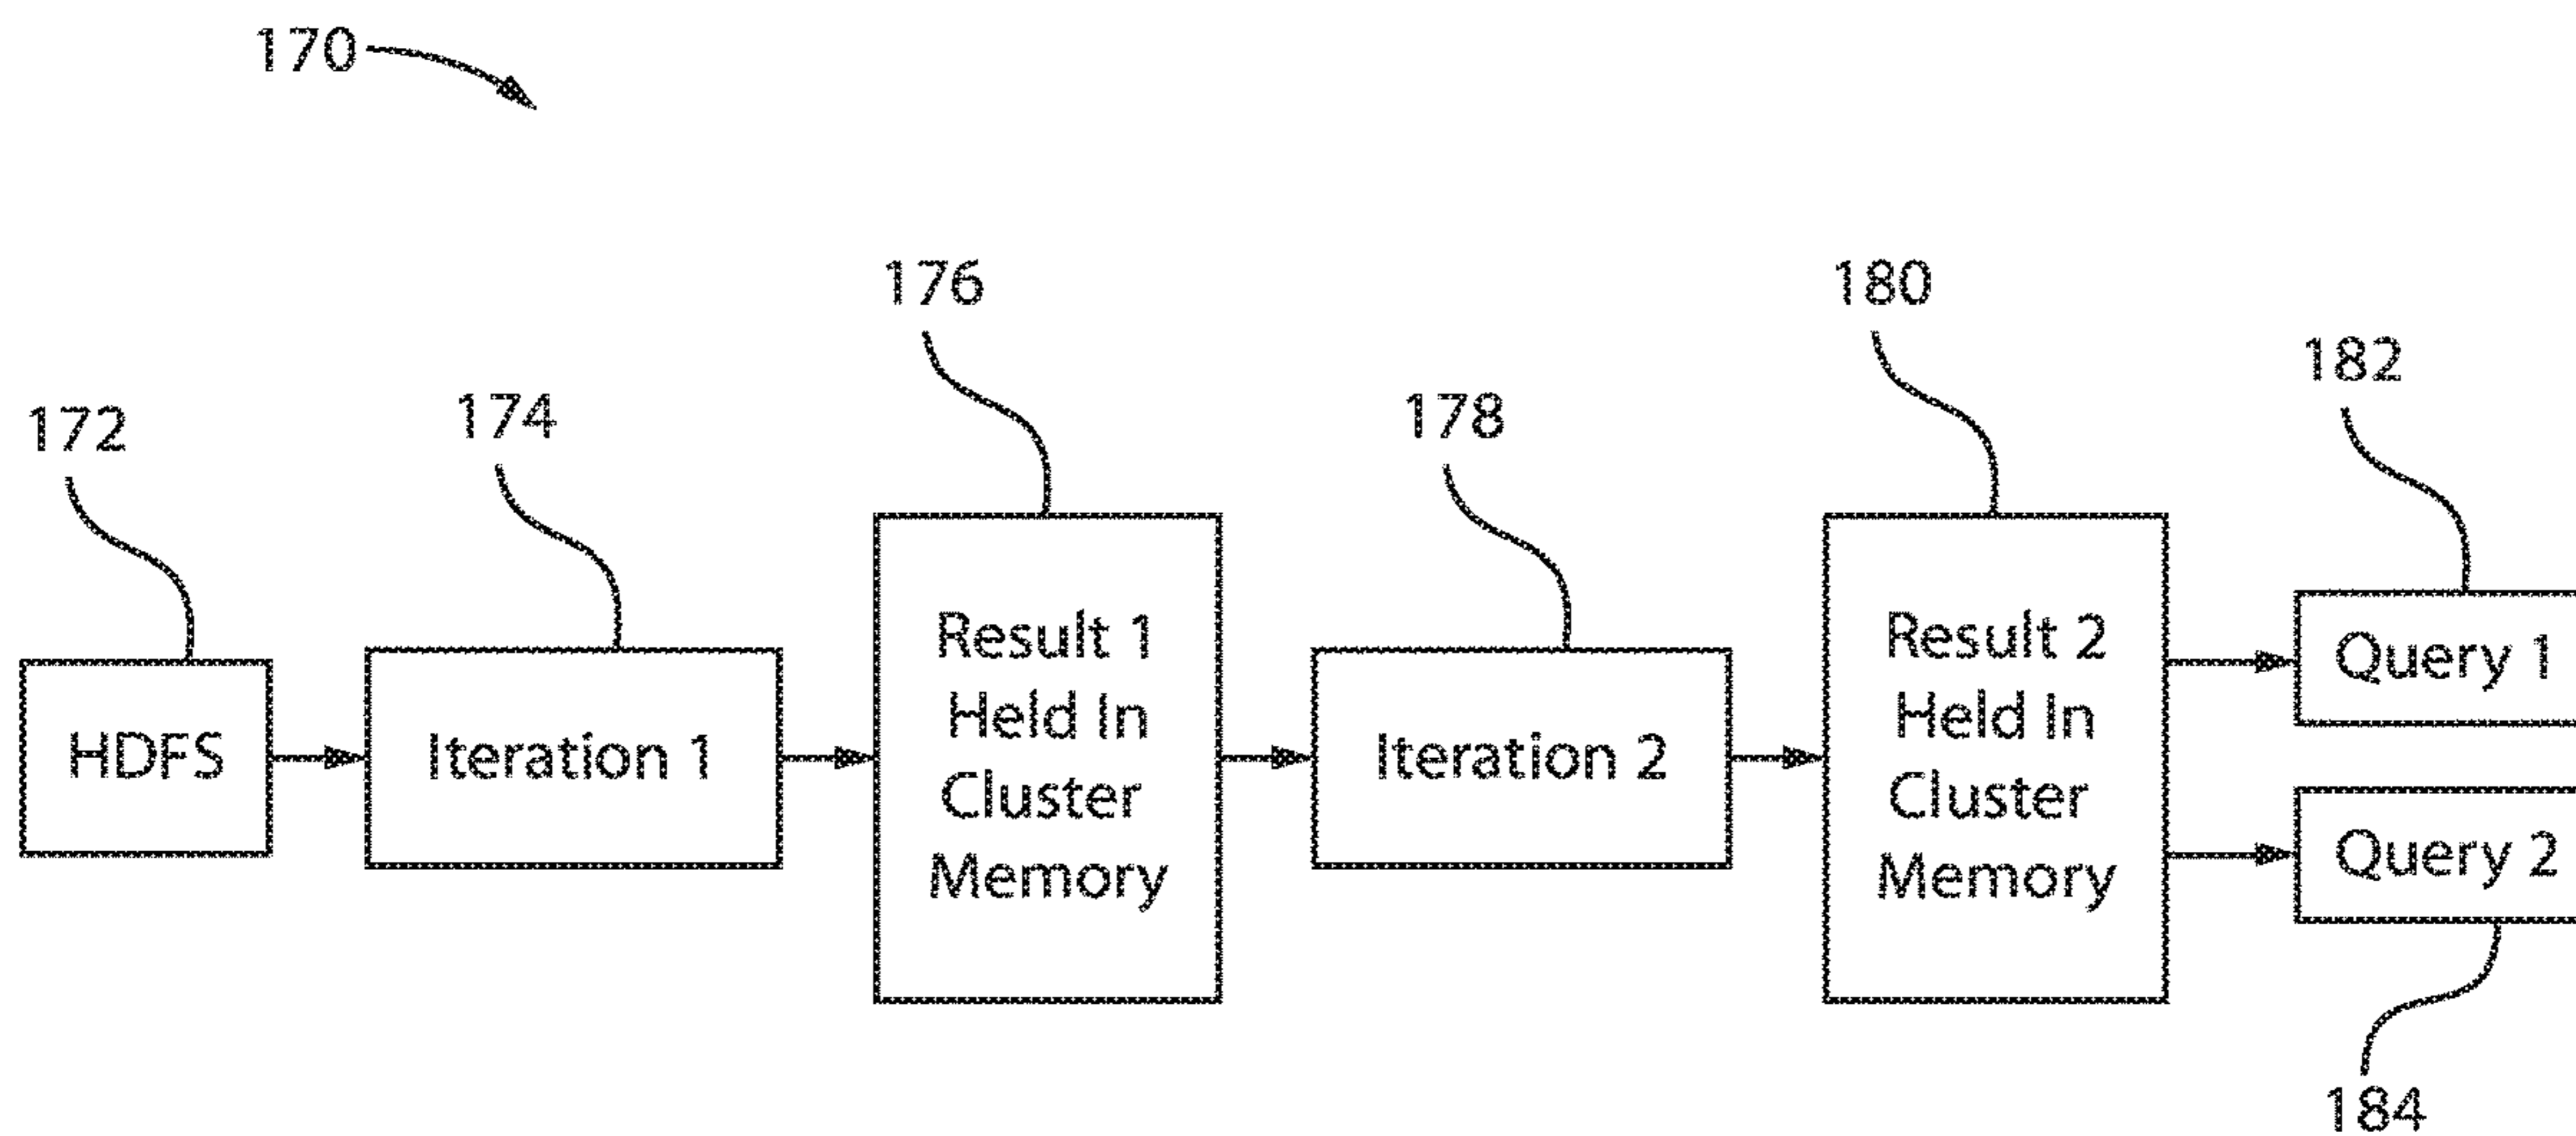 170
176
180
182
172
174
178
HDFS
Iteration 1
Result 1
Held In
Cluster
Memory
Iteration 2
Result 2
Held In
Cluster
Memory
Query 1
Query 2
184